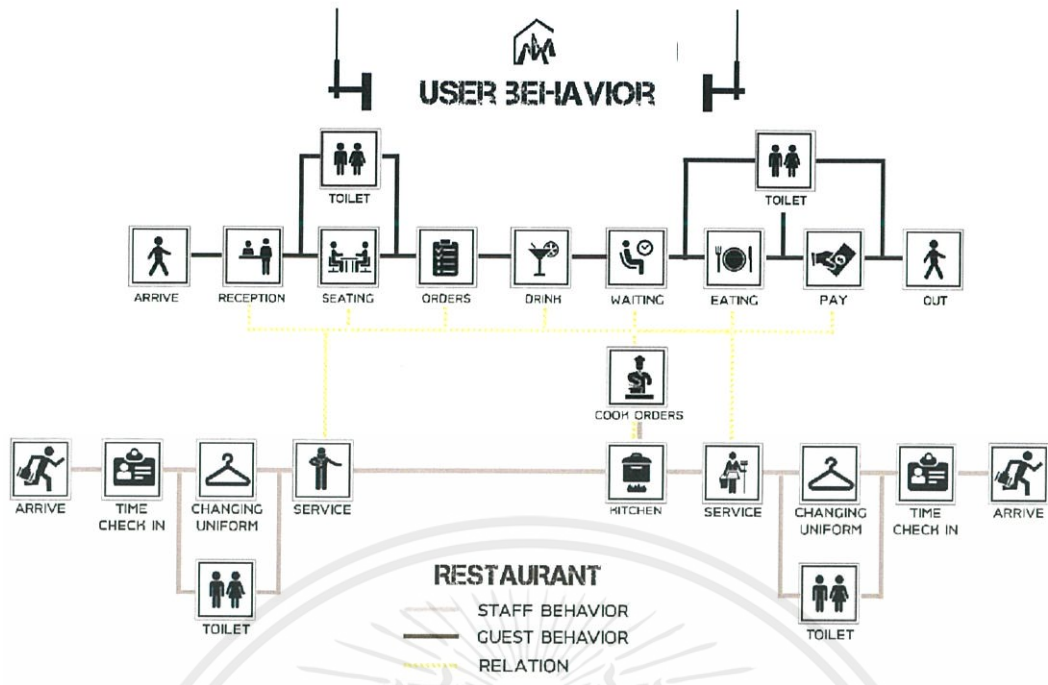 USER BEHAVIOR
TOILET
TOILET
ARRIVE
RECEPTION
SEATING
ORDERS
DRINK
WAITING
EATING
PAY
OUT
COOK ORDERS
ARRIVE
TIME
CHECK IN
CHANGING
UNIFORM
SERVICE
KITCHEN
SERVICE
CHANGING
UNIFORM
TIME
CHECK IN
ARRIVE
TOILET
TOILET
RESTAURANT
STAFF BEHAVIOR
GUEST BEHAVIOR
RELATION